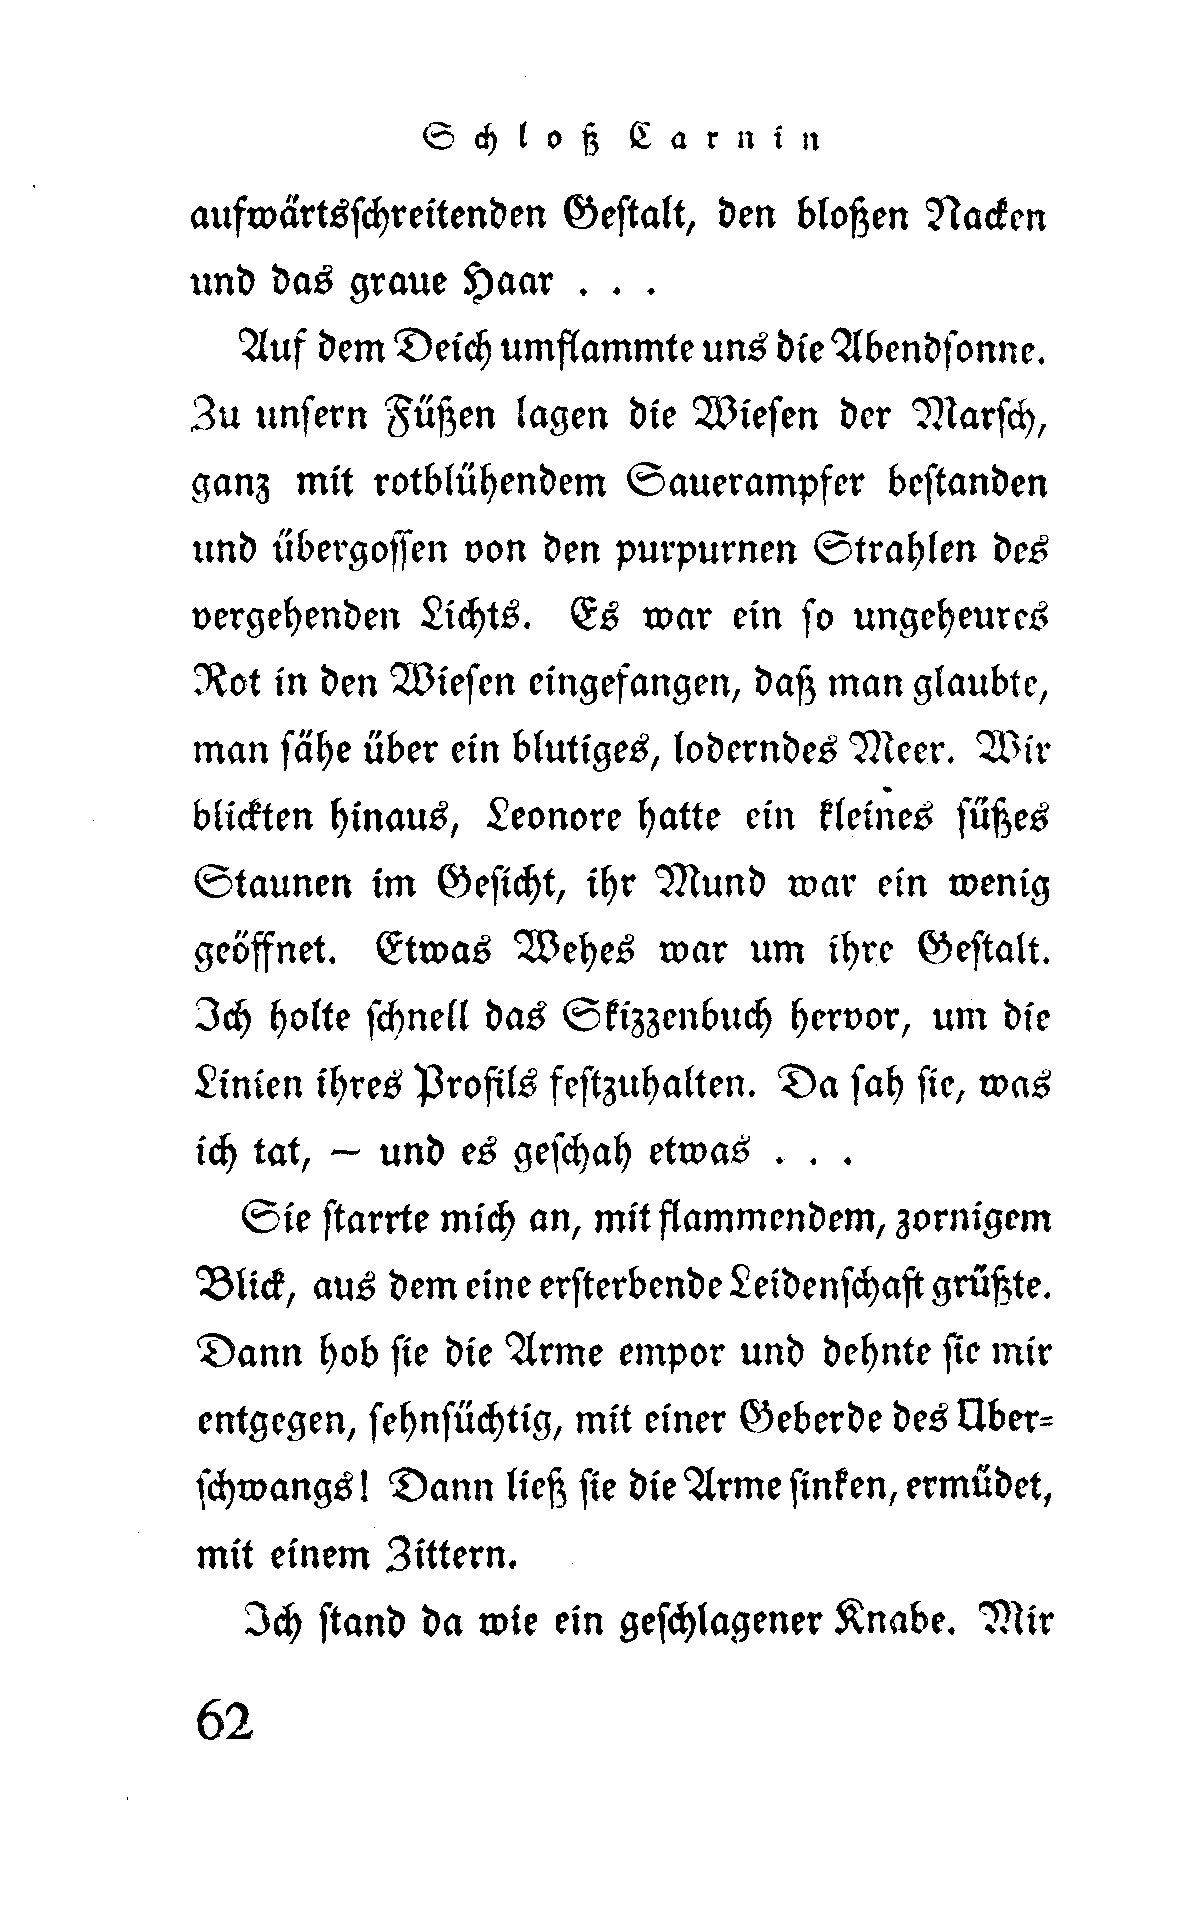 Schloß Carnin
aufwärtsschreitenden Gestalt, den bloßen Nacken
und das graue Haar . . .
Auf dem Deich umflammte uns die Abendsonne.
Zu unsern Füßen lagen die Wiesen der Marsch,
ganz mit rotblühendem Sauerampfer bestanden
und übergossen von den purpurnen Strahlen des
vergehenden Lichts. Es war ein so ungeheures
Rot in den Wiesen eingefangen, daß man glaubte,
man sähe über ein blutiges, loderndes Meer. Wir
blickten hinaus, Leonore hatte ein kleines süßes
Staunen im Gesicht, ihr Mund war ein wenig
geöffnet. Etwas Wehes war um ihre Gestalt.
Ich holte schnell das Skizzenbuch hervor, um die
Linien ihres Profils festzuhalten. Da sah sie, was
ich tat, — und es geschah etwas . . .
Sie starrte mich an, mit flammendem, zornigem
Blick, aus dem eine ersterbende Leidenschaft grüßte.
Dann hob sie die Arme empor und dehnte sie mir
entgegen, sehnsüchtig, mit einer Geberde des Über-
schwangs! Dann ließ sie die Arme sinken, ermüdet,
mit einem Zittern.
Ich stand da wie ein geschlagener Knabe. Mir
62